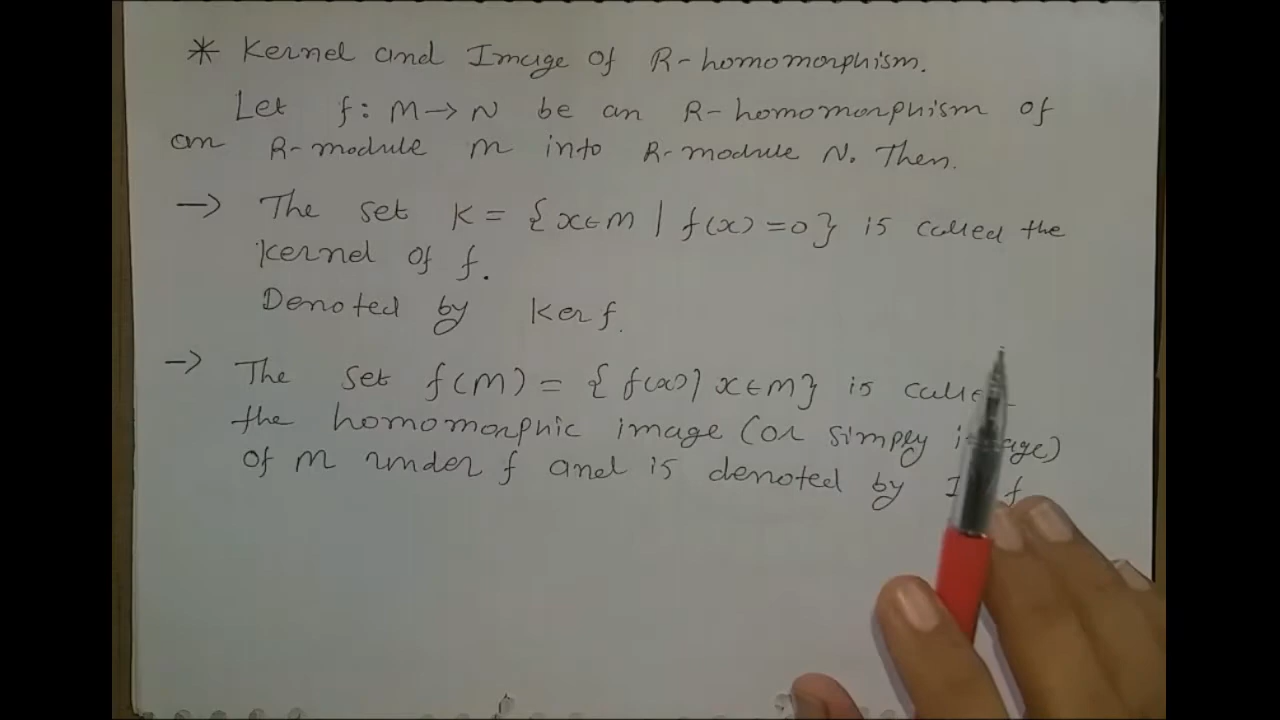 * Kernel and Image of R-homomorphism.
Let f: M→N be an R-homomorphism of
an R-module M into R-module N. Then.
→ The set K = {x∈M | f(x)=0} is called the
kernel of f.
Denoted by Ker f.
→ The set f(M) = {f(x) | x∈M} is
the homomorphic image (or simply
of M under f and is denoted by